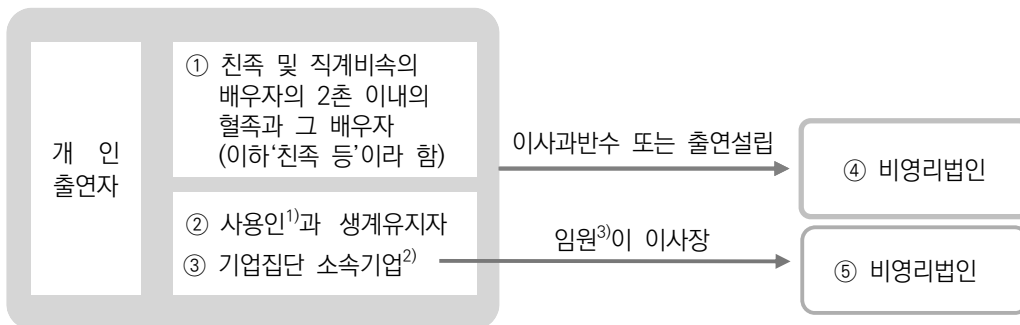 개 인
출연자
① 친족 및 직계비속의
배우자의 2촌 이내의
혈족과 그 배우자
(이하‘친족 등’이라 함)
② 사용인1)과 생계유지자
③ 기업집단 소속기업2)
이사과반수 또는 출연설립
④ 비영리법인
임원3)이 이사장
⑤ 비영리법인